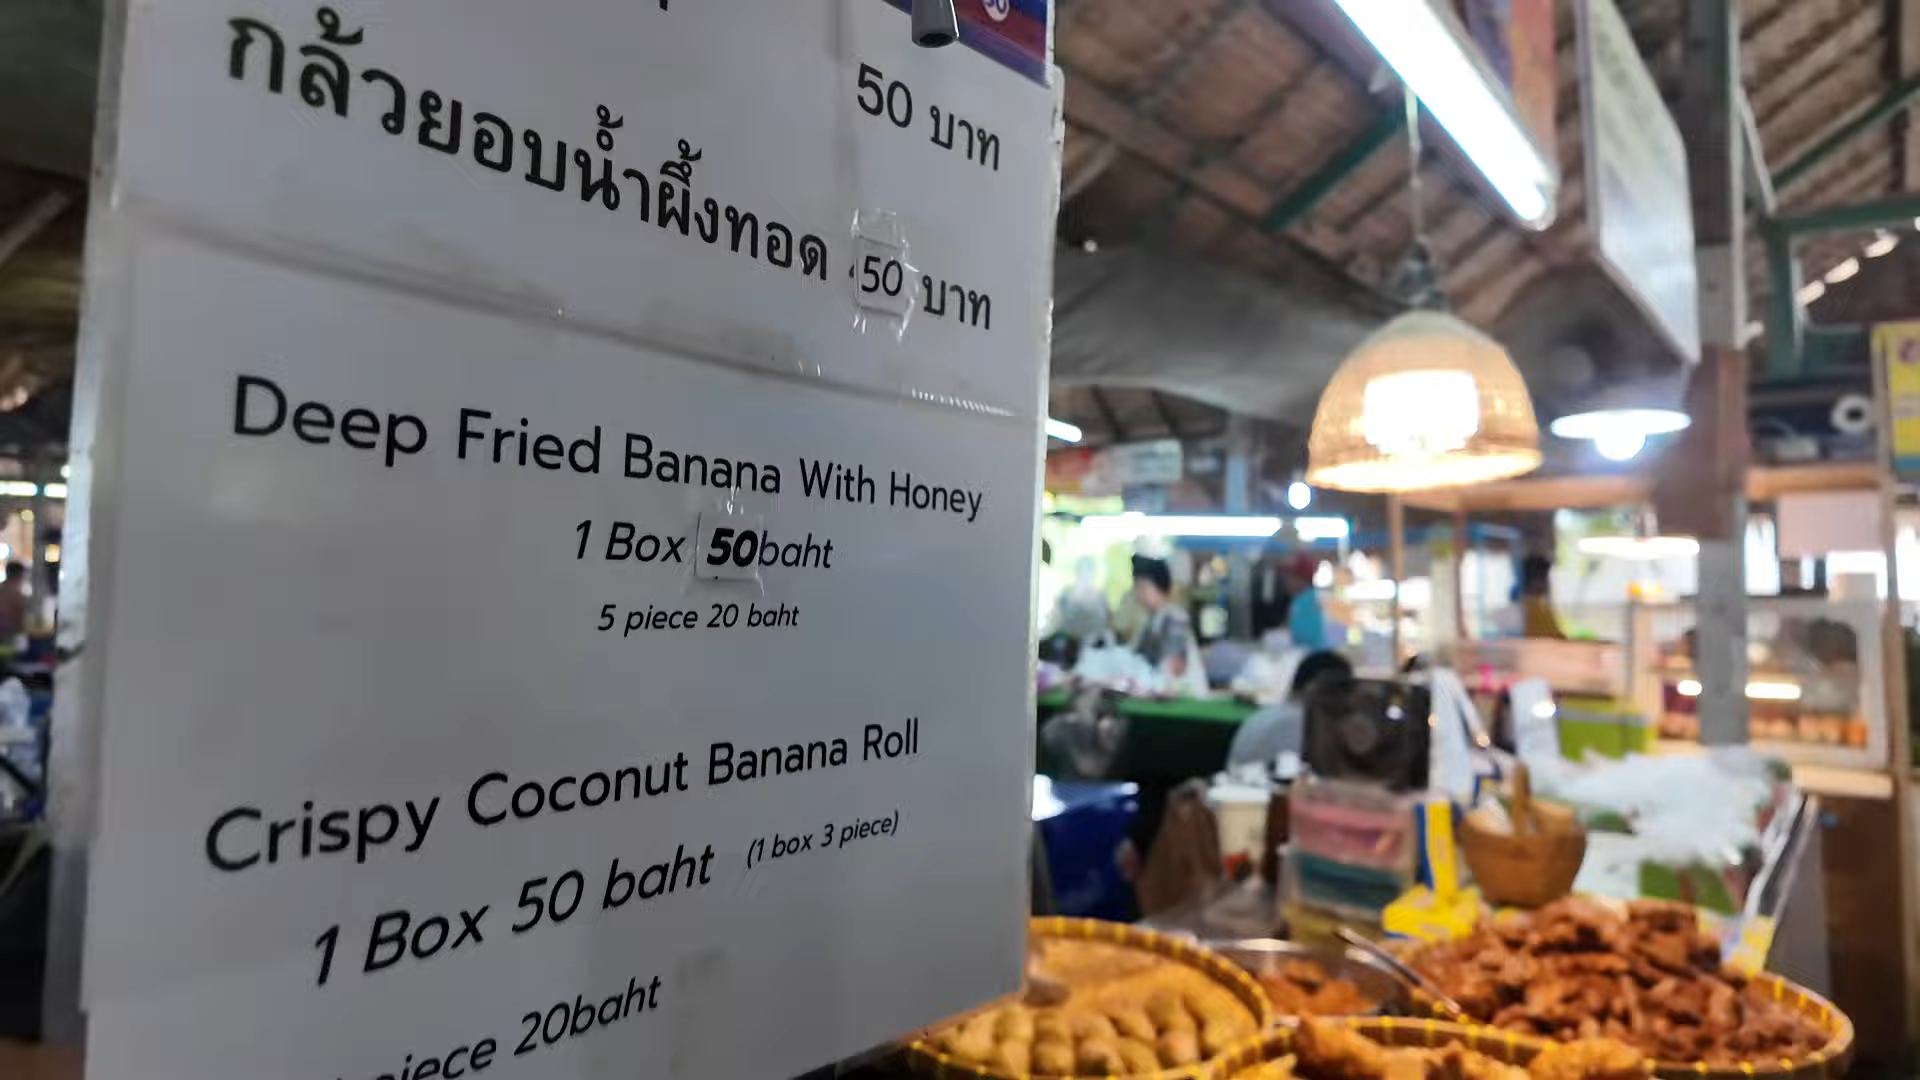 50 บาท
กล้วยอบน้ำผึ้งทอด 50 บาท
Deep Fried Banana With Honey
1 Box 50baht
5 piece 20 baht
Crispy Coconut Banana Roll
1 Box 50 baht (1 box 3 piece)
piece 20baht